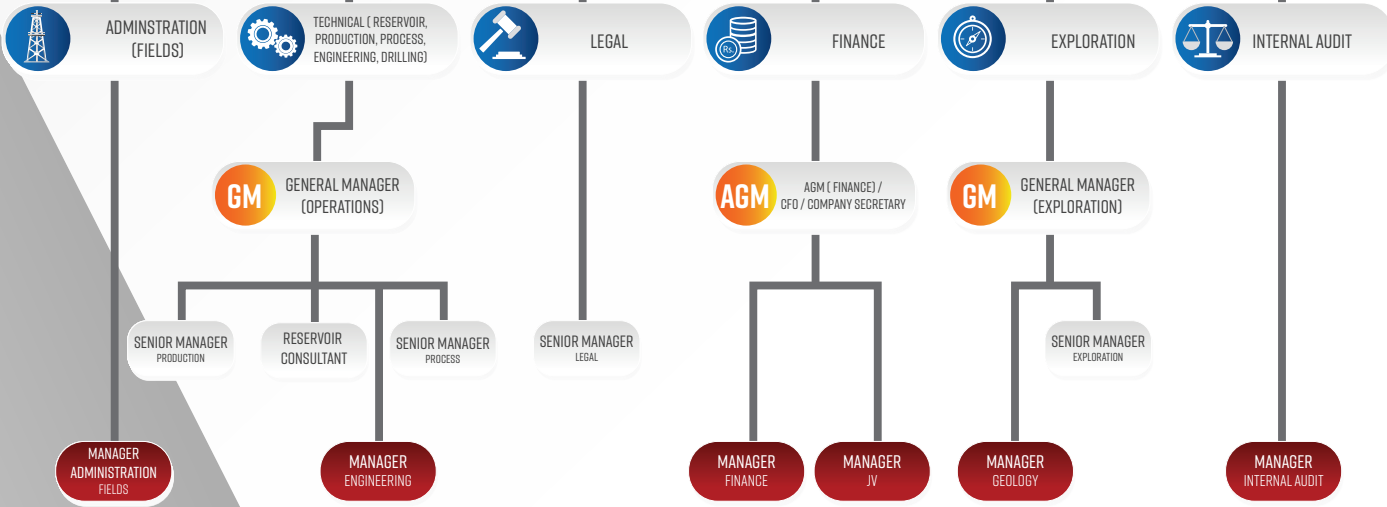 ADMINSTRATION
(FIELDS)
TECHNICAL ( RESERVOIR,
PRODUCTION, PROCESS,
ENGINEERING, DRILLING)
LEGAL
Rs.
FINANCE
EXPLORATION
INTERNAL AUDIT
GM
GENERAL MANAGER
(OPERATIONS)
AGM
AGM ( FINANCE) /
CFO / COMPANY SECRETARY
GM
GENERAL MANAGER
(EXPLORATION)
SENIOR MANAGER
PRODUCTION
RESERVOIR
CONSULTANT
SENIOR MANAGER
PROCESS
SENIOR MANAGER
LEGAL
SENIOR MANAGER
EXPLORATION
MANAGER
ADMINISTRATION
FIELDS
MANAGER
ENGINEERING
MANAGER
FINANCE
MANAGER
JV
MANAGER
GEOLOGY
MANAGER
INTERNAL AUDIT